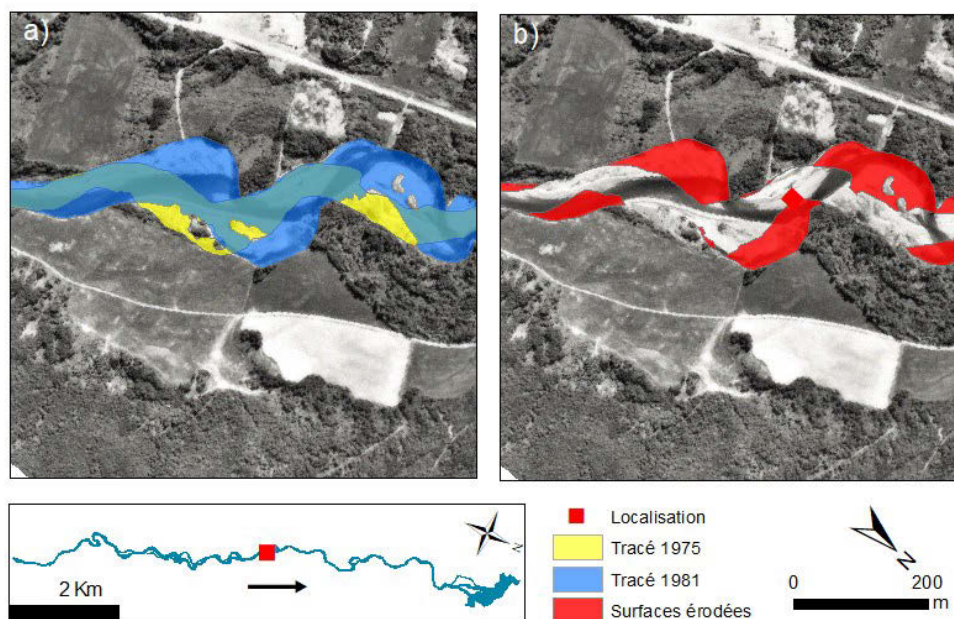 a)
b)
N
2 Km
Localisation
Tracé 1975
Tracé 1981
Surfaces érodées
N
0 200
m